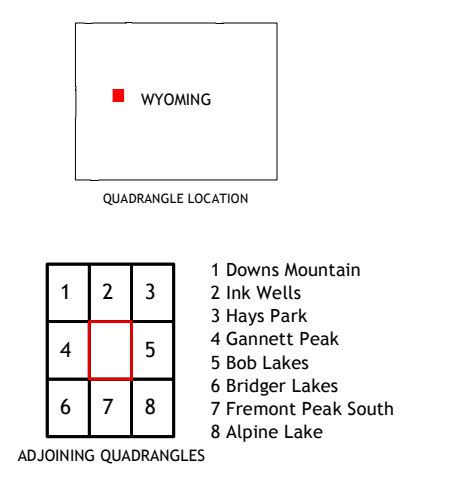 WYOMING
QUADRANGLE LOCATION
1 2 3
4 5
6 7 8
ADJOINING QUADRANGLES
1 Downs Mountain
2 Ink Wells
3 Hays Park
4 Gannett Peak
5 Bob Lakes
6 Bridger Lakes
7 Fremont Peak South
8 Alpine Lake